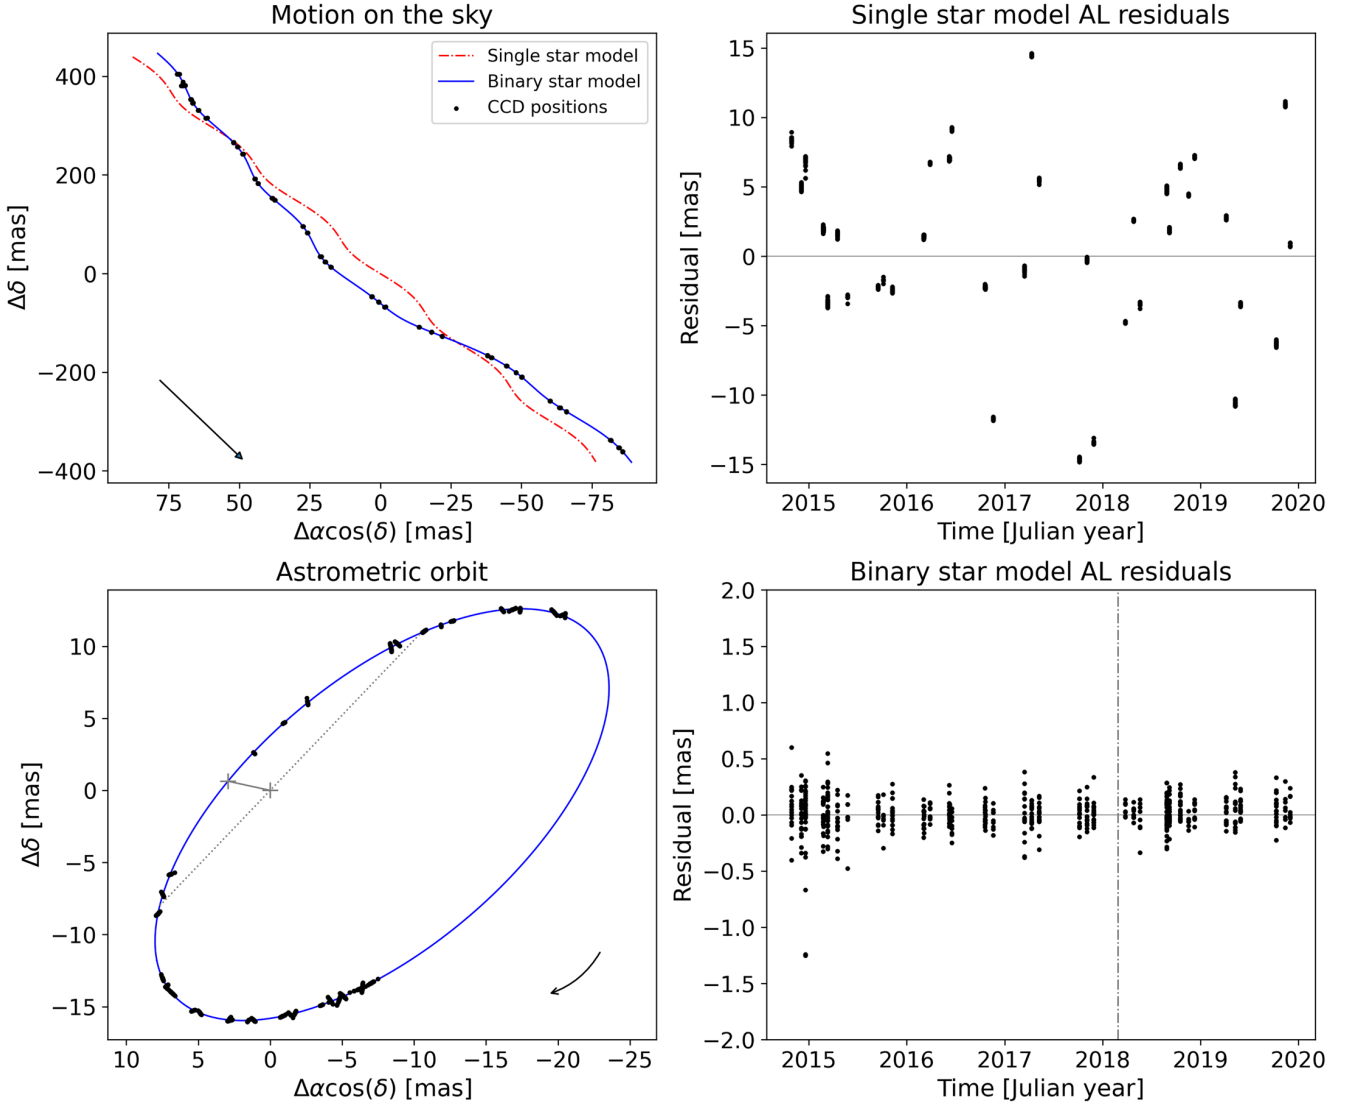 Motion on the sky
Single star model
Binary star model
CCD positions
400
200
0
−200
−400
Δδ [mas]
75 50 25 0 −25 −50 −75
Δαcos(δ) [mas]
Single star model AL residuals
15
10
5
0
−5
−10
−15
Residual [mas]
2015 2016 2017 2018 2019 2020
Time [Julian year]
Astrometric orbit
10
5
0
−5
−10
−15
Δδ [mas]
10 5 0 −5 −10 −15 −20 −25
Δαcos(δ) [mas]
Binary star model AL residuals
2.0
1.5
1.0
0.5
0.0
−0.5
−1.0
−1.5
−2.0
Residual [mas]
2015 2016 2017 2018 2019 2020
Time [Julian year]